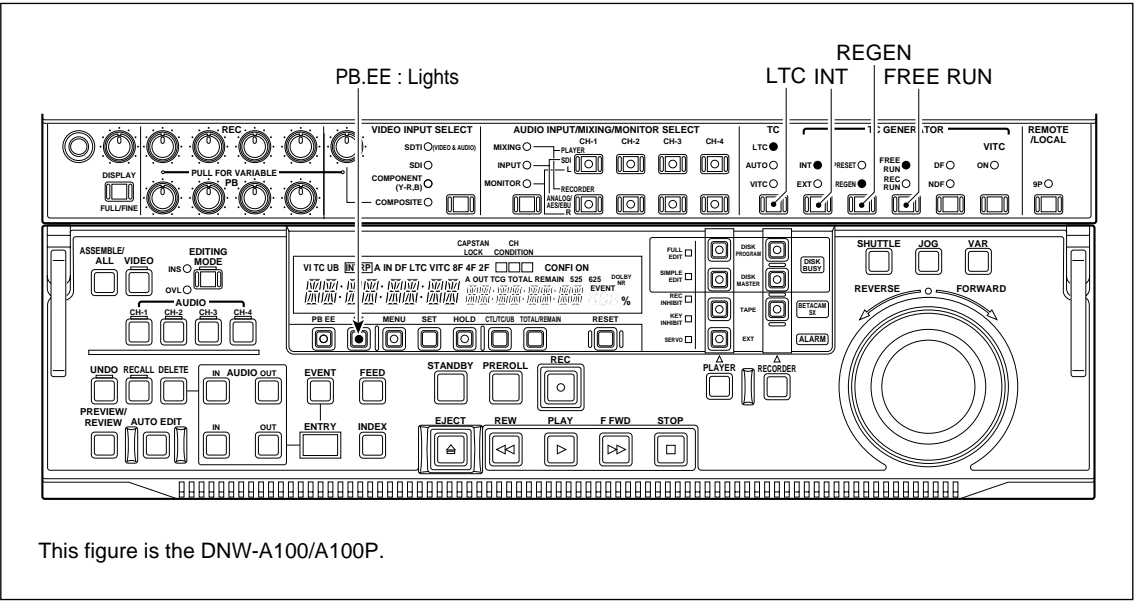 REGEN
PB.EE : Lights
LTC INT
FREE RUN
REC
VIDEO INPUT SELECT
AUDIO INPUT/MIXING/MONITOR SELECT
TC
TC GENERATOR
REMOTE
/LOCAL
DISPLAY
FULL/FINE
PULL FOR VARIABLE
PB
SDTI (VIDEO & AUDIO)
SDI
COMPONENT
(Y-R,B)
COMPOSITE
MIXING
INPUT
MONITOR
PLAYER
SDI
L
RECORDER
ANALOG/
AES/EBU
R
CH-1 CH-2 CH-3 CH-4
LTC
AUTO
VITC
INT
EXT
PRESET
REGEN
FREE
RUN
REC
RUN
DF
NDF
VITC
ON
9P
ASSEMBLE/
ALL
VIDEO
EDITING
MODE
INS
OVL
AUDIO
CH-1 CH-2 CH-3 CH-4
CAPSTAN
LOCK
CH
CONDITION
VI TC UB INT RP A IN DF LTC VITC 8F 4F 2F CONFI ON
A OUT TCG TOTAL REMAIN 525 625 DOLBY
NR
EVENT
%
PB EE MENU SET HOLD CTL/TC/UB TOTAL/REMAIN RESET
FULL
EDIT
SIMPLE
EDIT
REC
INHIBIT
KEY
INHIBIT
SERVO
DISK
PROGRAM
DISK
MASTER
TAPE
EXT
DISK
BUSY
BETACAM
SX
ALARM
PLAYER
RECORDER
SHUTTLE JOG VAR
REVERSE FORWARD
UNDO RECALL DELETE
IN AUDIO OUT
EVENT
FEED
STANDBY PREROLL REC
PREVIEW/
REVIEW
AUTO EDIT
IN OUT
ENTRY
INDEX
EJECT REW PLAY F FWD STOP
This figure is the DNW-A100/A100P.